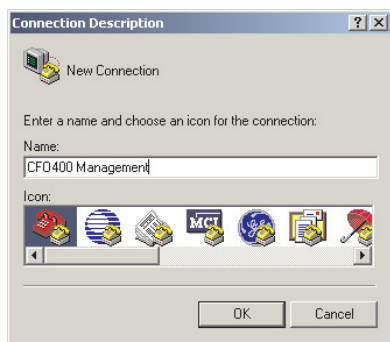 Connection Description
New Connection
Enter a name and choose an icon for the connection:
Name:
CFO400 Management
Icon:
MCI
OK
Cancel